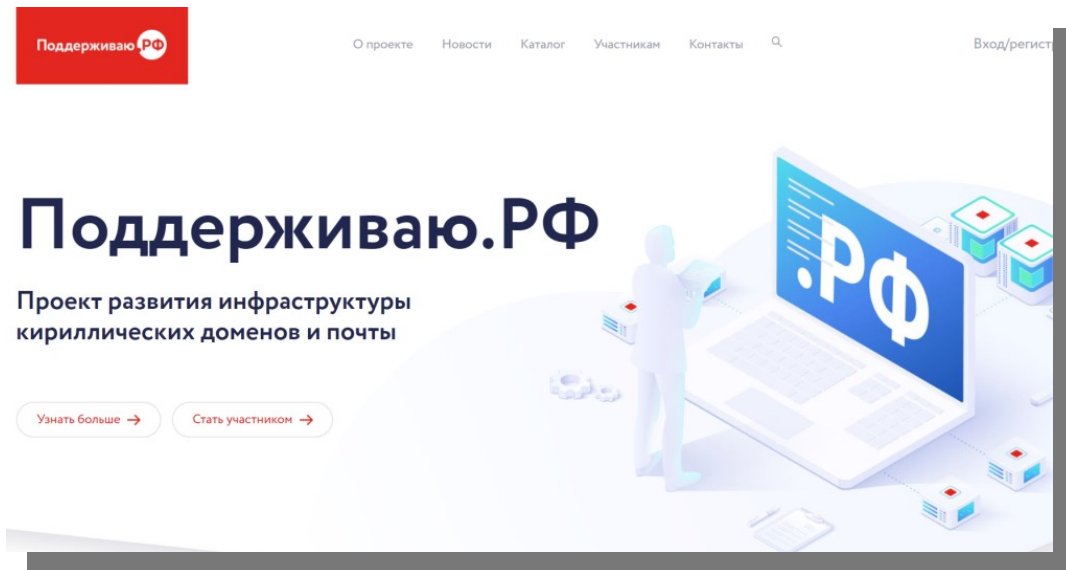 Поддерживаю.РФ
О проекте Новости Каталог Участникам Контакты
Поддерживаю.РФ
.РФ
Проект развития инфраструктуры
кириллических доменов и почты
Узнать больше → Стать участником →